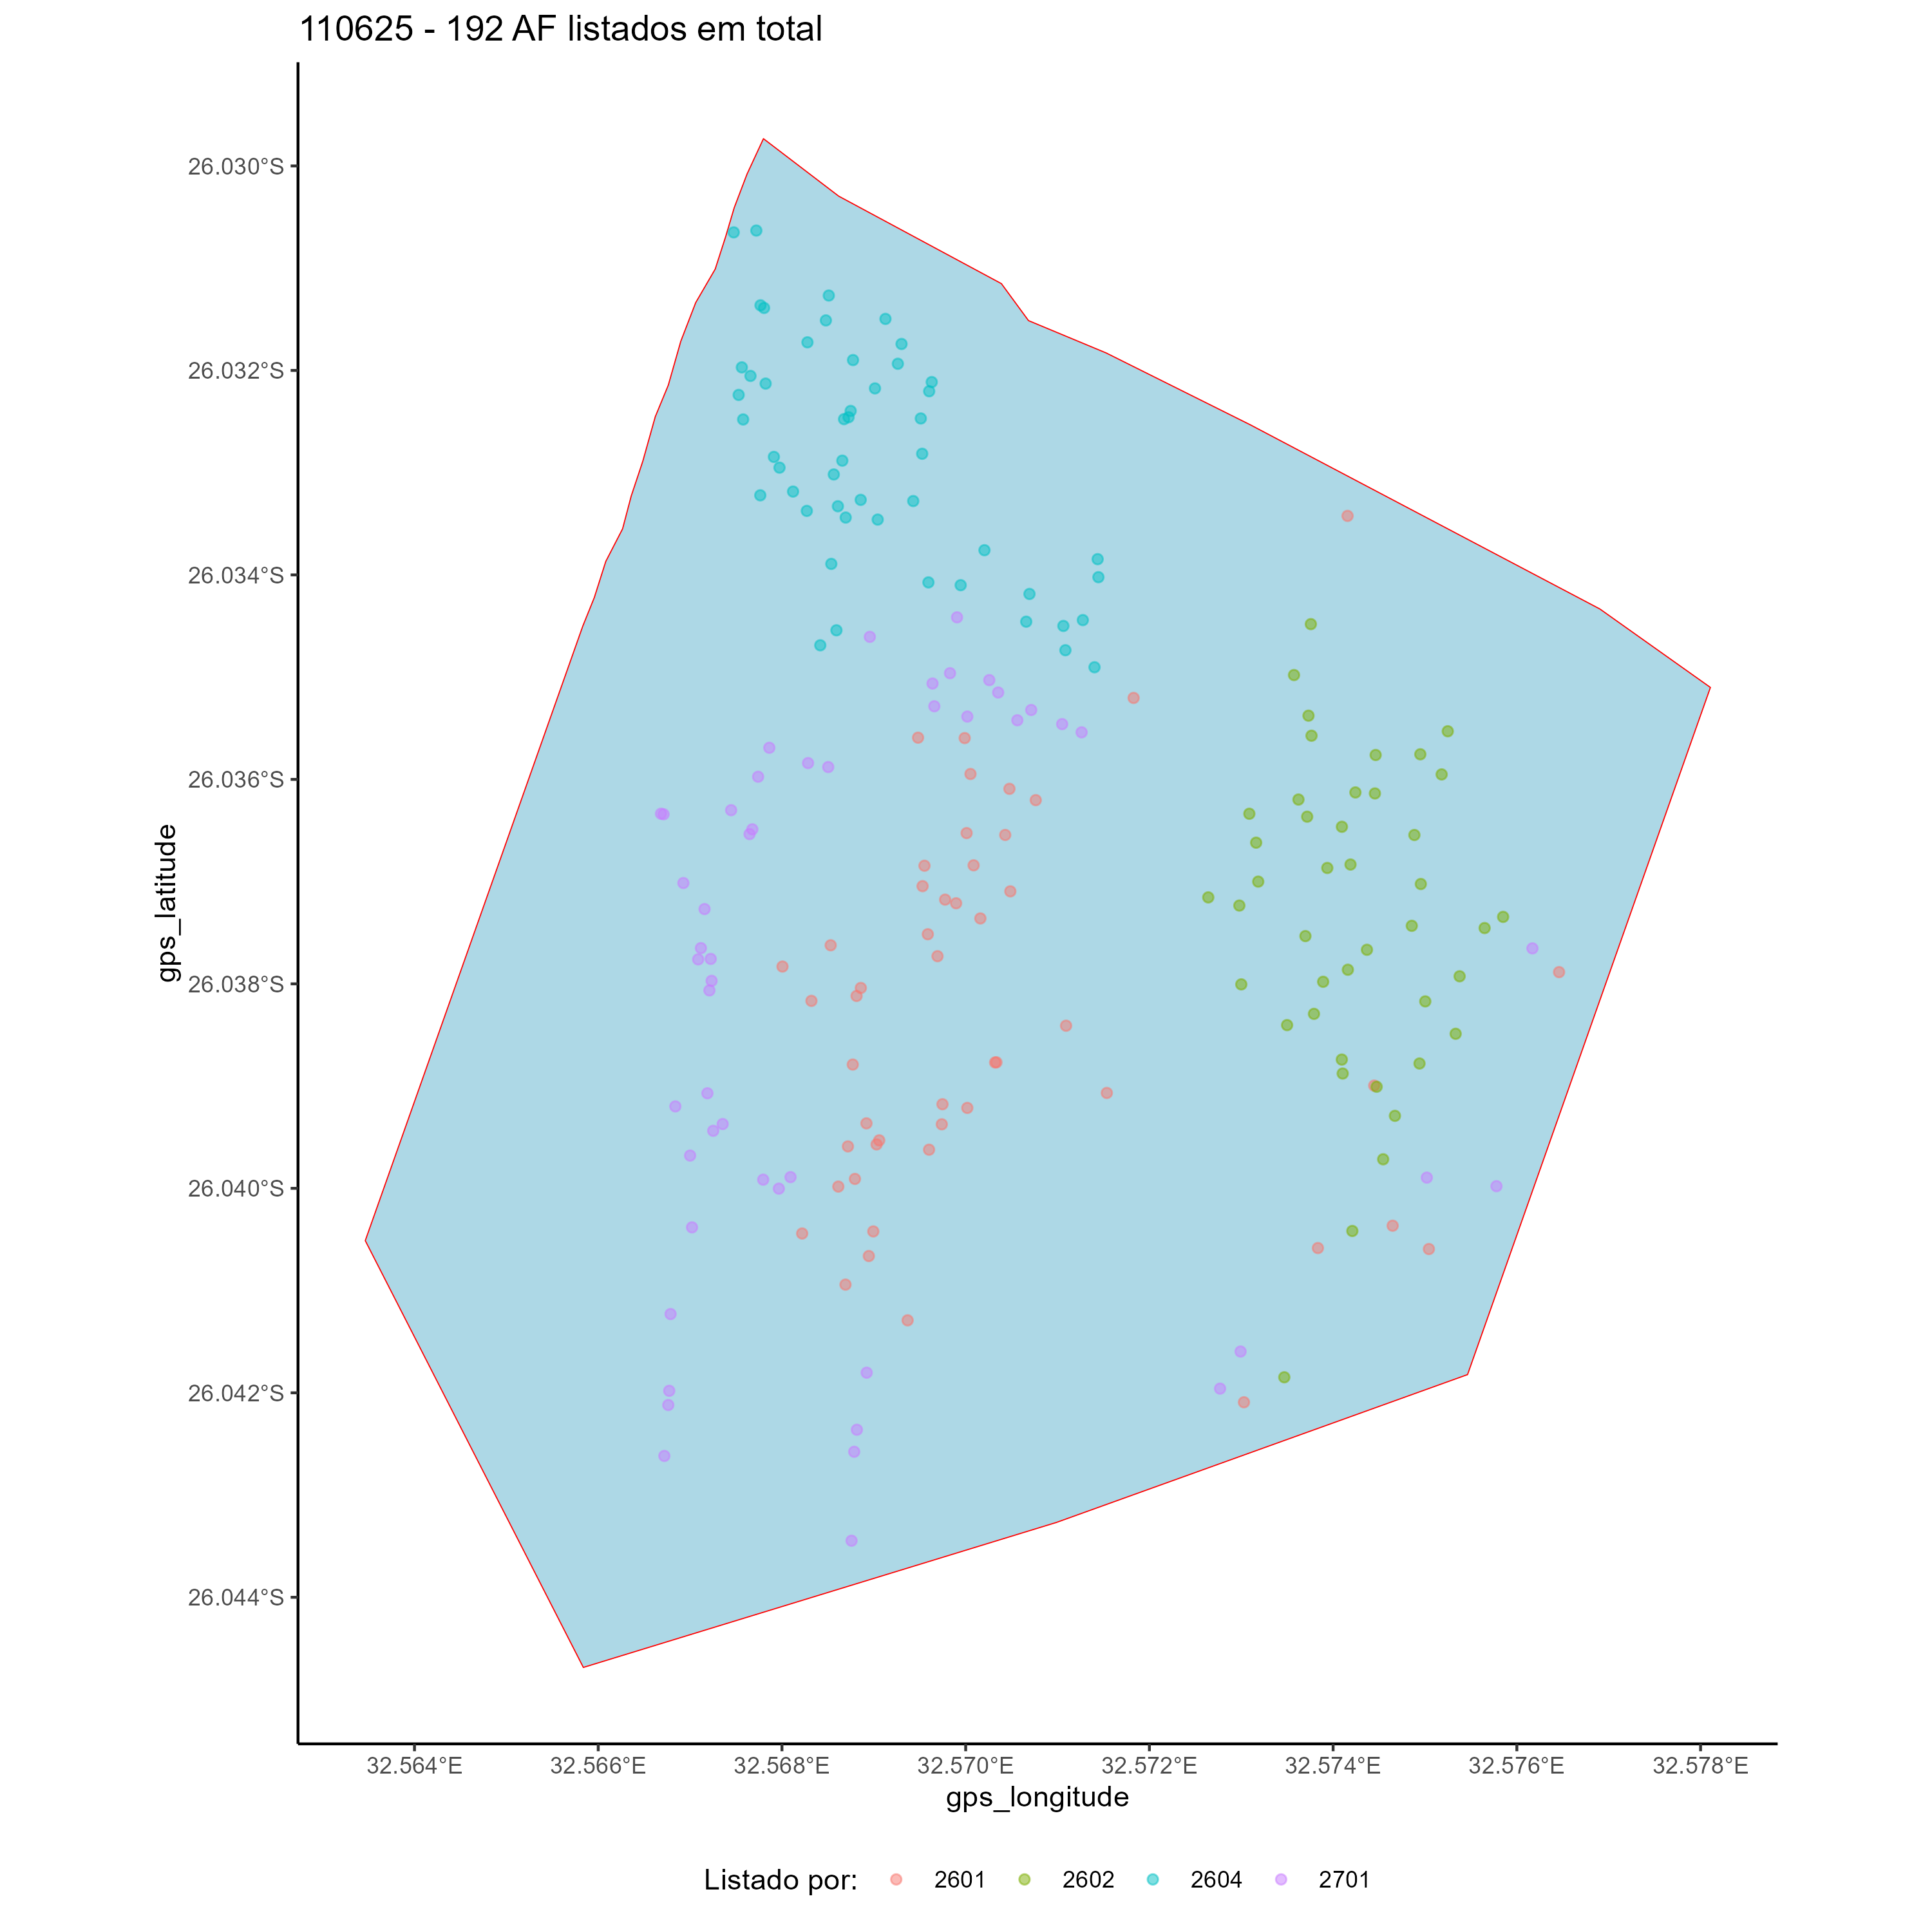 110625 - 192 AF listados em total
26.030°S
26.032°S
26.034°S
26.036°S
26.038°S
26.040°S
26.042°S
26.044°S
gps_latitude
32.564°E 32.566°E 32.568°E 32.570°E 32.572°E 32.574°E 32.576°E 32.578°E
gps_longitude
Listado por: 2601 2602 2604 2701